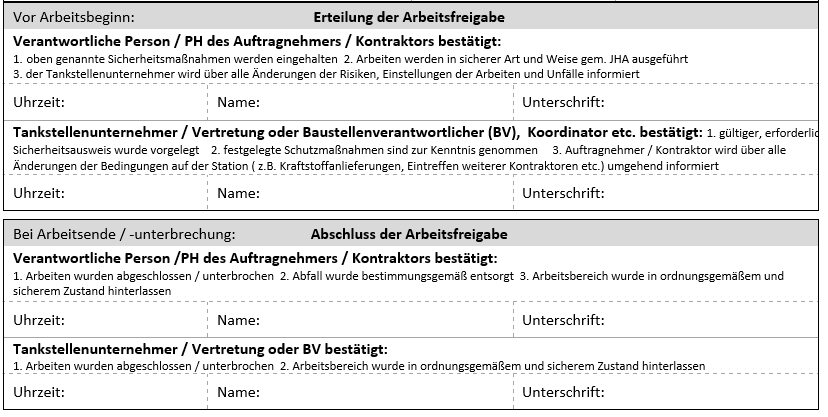 Vor Arbeitsbeginn: Erteilung der Arbeitsfreigabe
Verantwortliche Person / PH des Auftragnehmers / Kontraktors bestätigt:
1. oben genannte Sicherheitsmaßnahmen werden eingehalten 2. Arbeiten werden in sicherer Art und Weise gem. JHA ausgeführt
3. der Tankstellenunternehmer wird über alle Änderungen der Risiken, Einstellungen der Arbeiten und Unfälle informiert
Uhrzeit: Name: Unterschrift:
Tankstellenunternehmer / Vertretung oder Baustellenverantwortlicher (BV), Koordinator etc. bestätigt: 1. gültiger, erforderlic
Sicherheitsausweis wurde vorgelegt 2. festgelegte Schutzmaßnahmen sind zur Kenntnis genommen 3. Auftragnehmer / Kontraktor wird über alle
Änderungen der Bedingungen auf der Station ( z.B. Kraftstoffanlieferungen, Eintreffen weiterer Kontraktoren etc.) umgehend informiert
Uhrzeit: Name: Unterschrift:
Bei Arbeitsende / -unterbrechung: Abschluss der Arbeitsfreigabe
Verantwortliche Person /PH des Auftragnehmers / Kontraktors bestätigt:
1. Arbeiten wurden abgeschlossen / unterbrochen 2. Abfall wurde bestimmungsgemäß entsorgt 3. Arbeitsbereich wurde in ordnungsgemäßem und
sicherem Zustand hinterlassen
Uhrzeit: Name: Unterschrift:
Tankstellenunternehmer / Vertretung oder BV bestätigt:
1. Arbeiten wurden abgeschlossen / unterbrochen 2. Arbeitsbereich wurde in ordnungsgemäßem und sicherem Zustand hinterlassen
Uhrzeit: Name: Unterschrift: